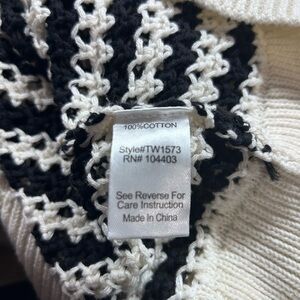 100%COTTON
Style#TW1573
RN# 104403
See Reverse For
Care Instruction
Made In China